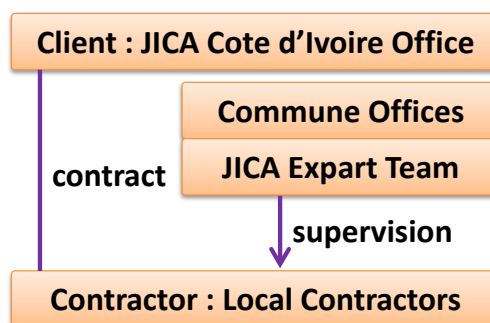 Client : JICA Cote d’Ivoire Office
Commune Offices
JICA Expart Team
contract
supervision
Contractor : Local Contractors